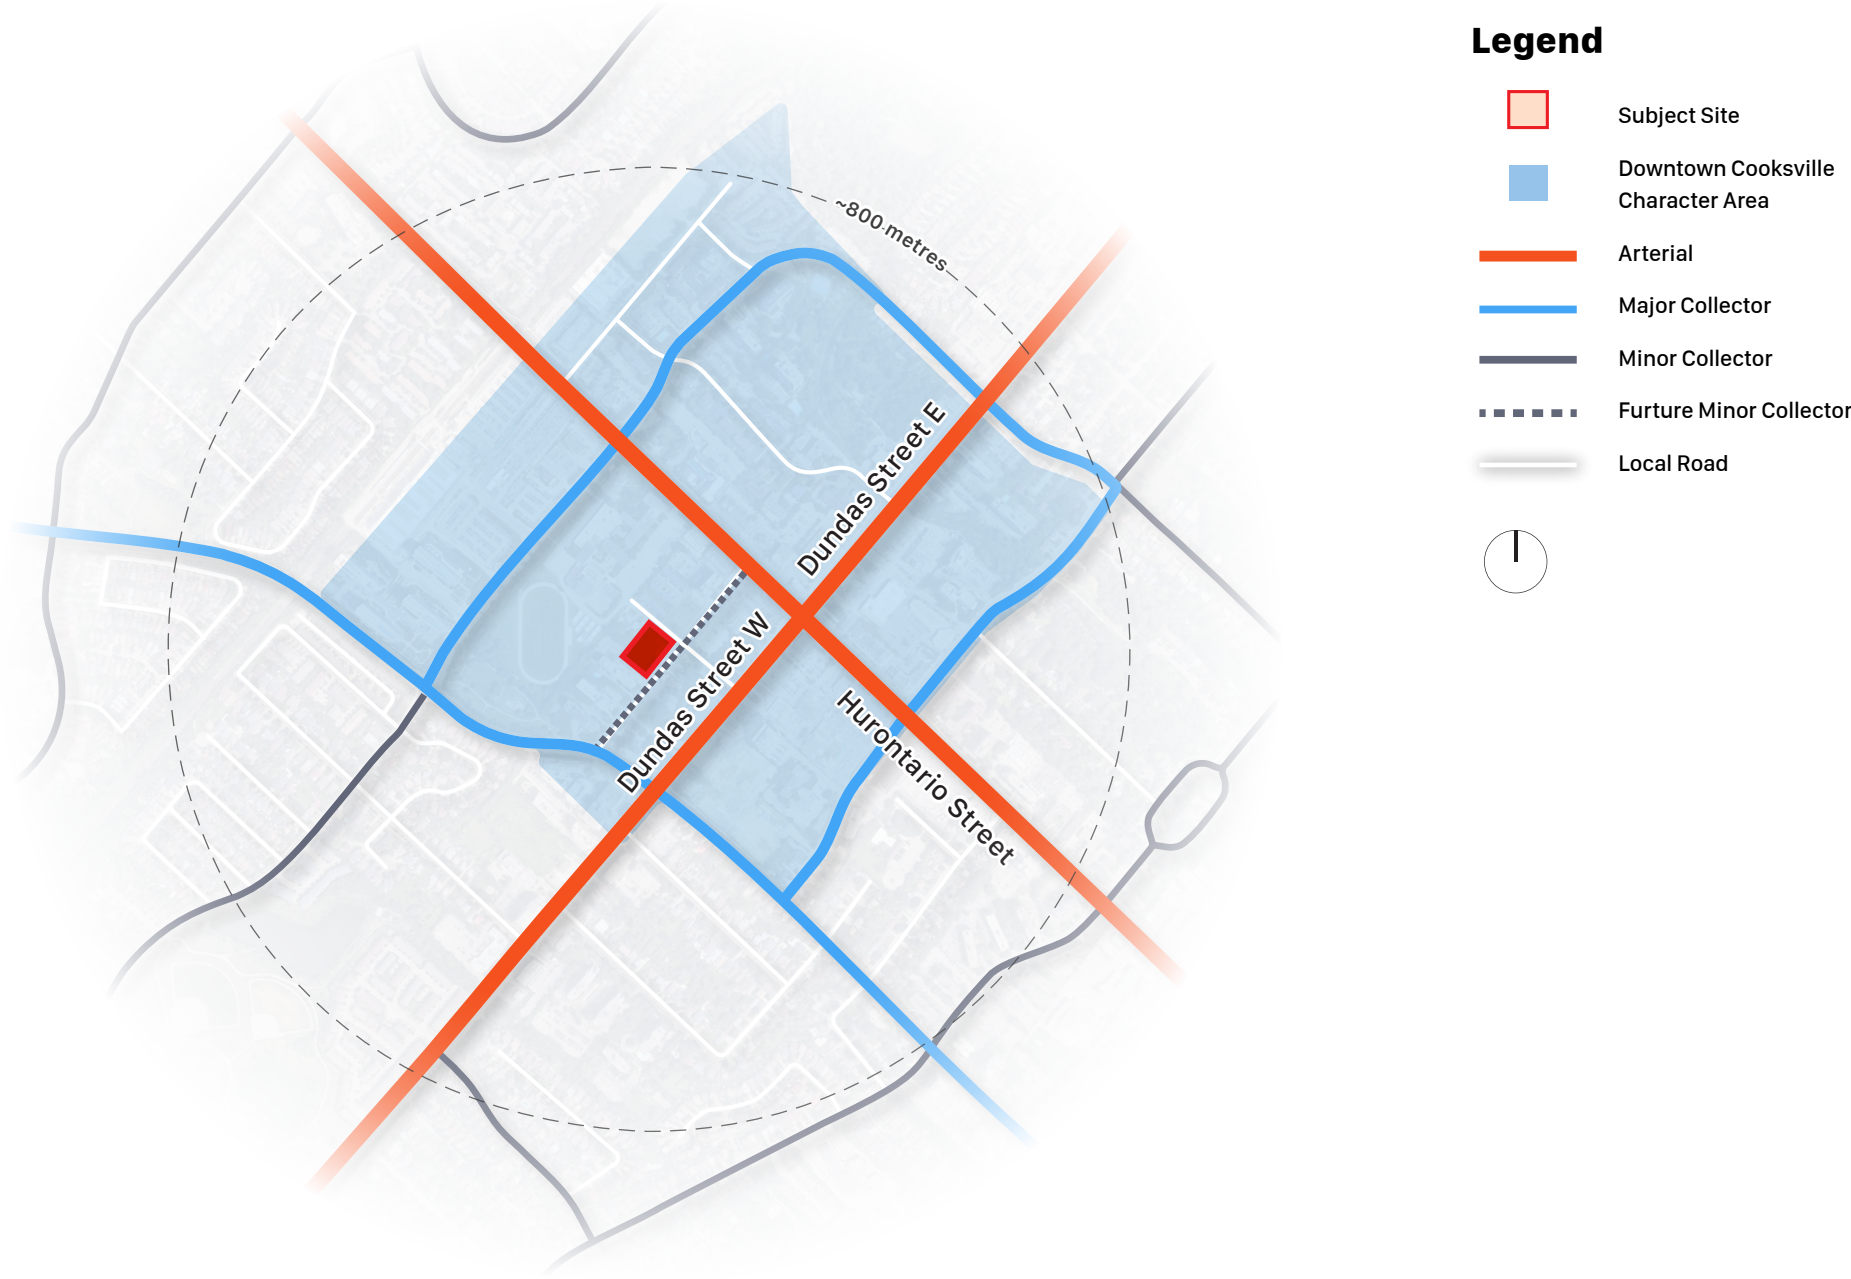 ~800 metres
Dundas Street E
Dundas Street W
Hurontario Street
Legend
Subject Site
Downtown Cooksville
Character Area
Arterial
Major Collector
Minor Collector
Furture Minor Collector
Local Road